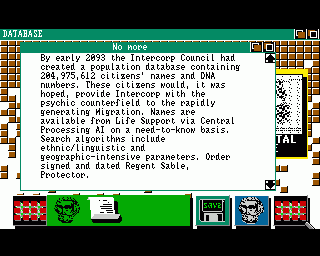 DATABASE
No more
By early 2093 the Intercorp Council had
created a population database containing
204,975,612 citizens' names and DNA
numbers. These citizens would, it was
hoped, provide Intercorp with the
psychic counterfield to the rapidly
generating Migration. Names are
available from Life Support via Central
Processing AI on a need-to-know basis.
Search algorithms include
ethnic/linguistic and
geographic-intensive parameters. Order
signed and dated Regent Sable,
Protector.
TAL
SAVE